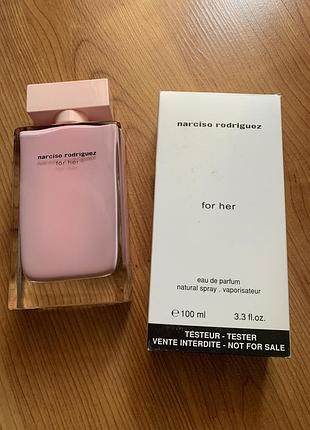 narciso rodriguez
for her
narciso rodriguez
for her
eau de parfum
natural spray . vaporisateur
℮ 100 ml 3.3 fl.oz.
TESTEUR - TESTER
VENTE INTERDITE - NOT FOR SALE